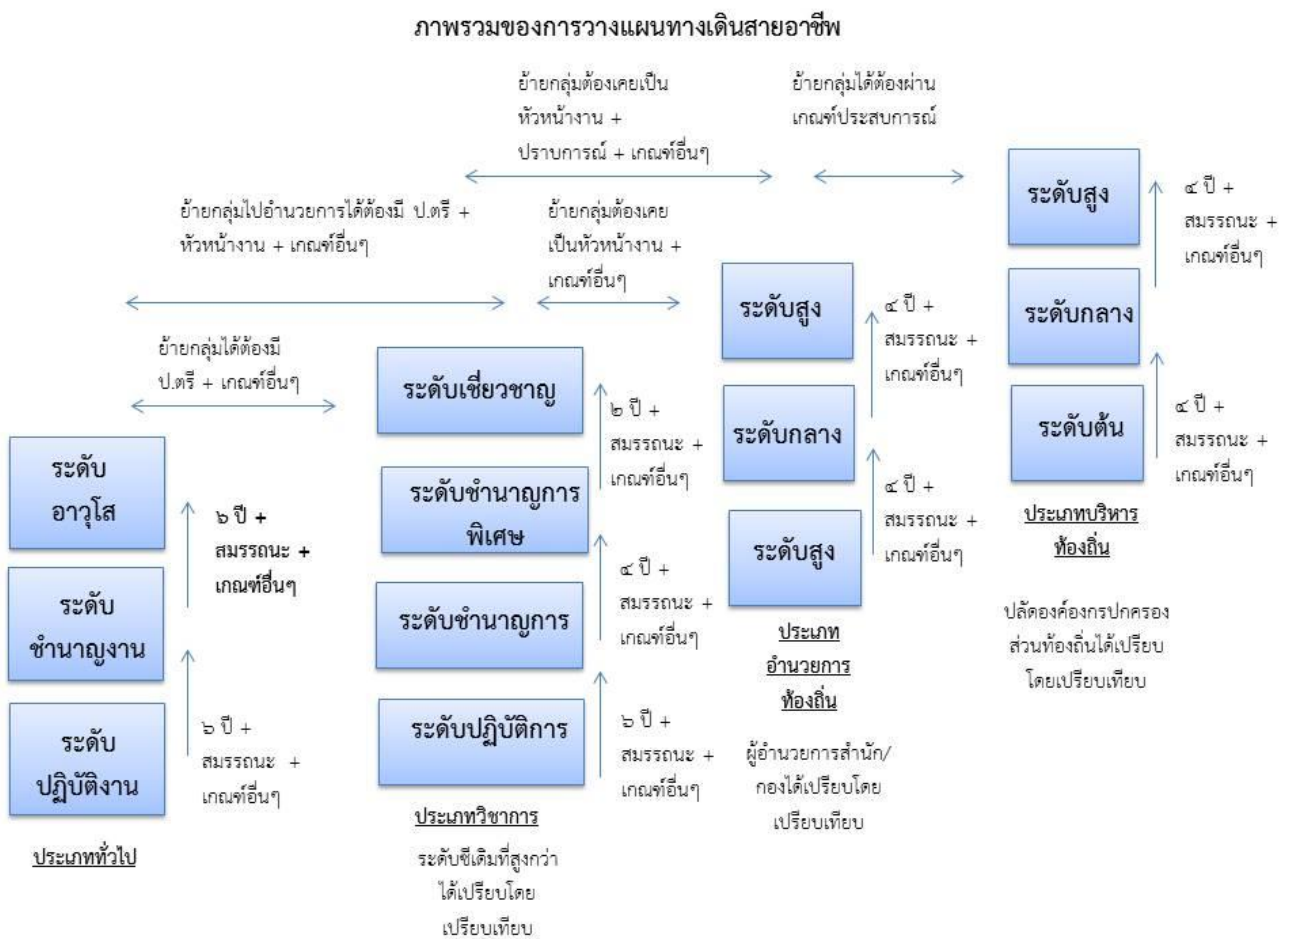 ภาพรวมของการวางแผนทางเดินสายอาชีพ
ย้ายกลุ่มต้องเคยเป็น
หัวหน้างาน +
ปราบการณ์ + เกณฑ์อื่นๆ
ย้ายกลุ่มได้ต้องผ่าน
เกณฑ์ประสบการณ์
ย้ายกลุ่มไปอำนวยการได้ต้องมี ป.ตรี +
หัวหน้างาน + เกณฑ์อื่นๆ
ย้ายกลุ่มต้องเคย
เป็นหัวหน้างาน +
เกณฑ์อื่นๆ
ย้ายกลุ่มได้ต้องมี
ป.ตรี + เกณฑ์อื่นๆ
ระดับ
อาวุโส
๖ ปี +
สมรรถนะ +
เกณฑ์อื่นๆ
ระดับ
ชำนาญงาน
๖ ปี +
สมรรถนะ +
เกณฑ์อื่นๆ
ระดับ
ปฏิบัติงาน
ประเภททั่วไป
ระดับเชี่ยวชาญ
๒ ปี +
สมรรถนะ +
เกณฑ์อื่นๆ
ระดับชำนาญการ
พิเศษ
๔ ปี +
สมรรถนะ +
เกณฑ์อื่นๆ
ระดับชำนาญการ
๖ ปี +
สมรรถนะ +
เกณฑ์อื่นๆ
ระดับปฏิบัติการ
ประเภทวิชาการ
ระดับซีเดิมที่สูงกว่า
ได้เปรียบโดย
เปรียบเทียบ
ระดับสูง
๔ ปี +
สมรรถนะ +
เกณฑ์อื่นๆ
ระดับกลาง
๔ ปี +
สมรรถนะ +
เกณฑ์อื่นๆ
ระดับสูง
ประเภท
อำนวยการ
ท้องถิ่น
ผู้อำนวยการสำนัก/
กองได้เปรียบโดย
เปรียบเทียบ
ระดับสูง
๔ ปี +
สมรรถนะ +
เกณฑ์อื่นๆ
ระดับกลาง
๔ ปี +
สมรรถนะ +
เกณฑ์อื่นๆ
ระดับต้น
ประเภทบริหาร
ท้องถิ่น
ปลัดองค์องกรปกครอง
ส่วนท้องถิ่นได้เปรียบ
โดยเปรียบเทียบ